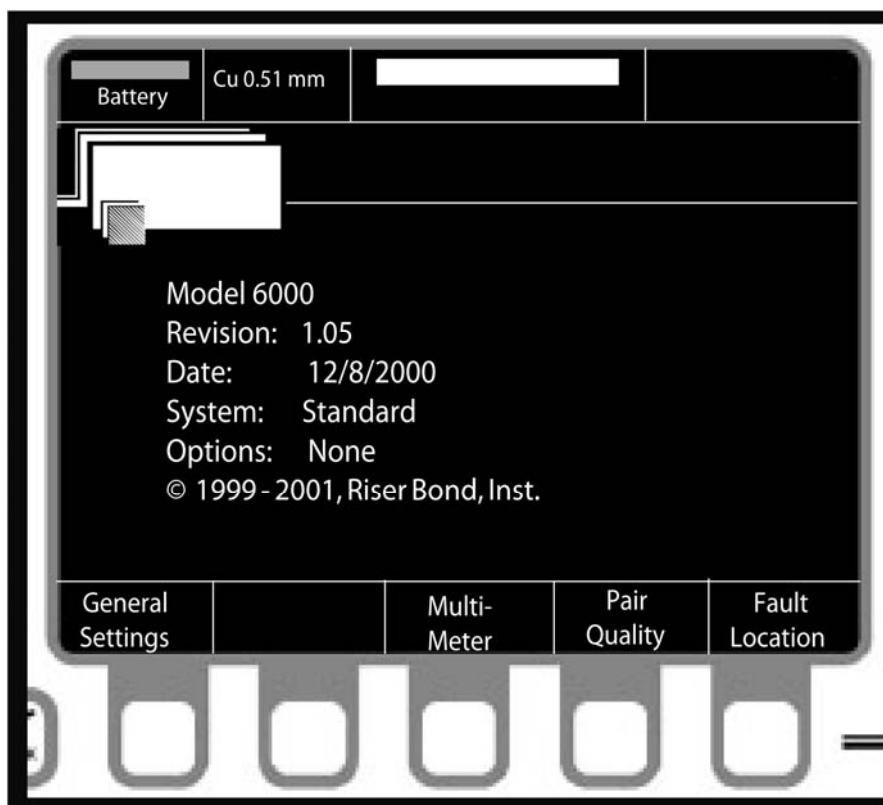 Battery
Cu 0.51 mm
Model 6000
Revision: 1.05
Date: 12/8/2000
System: Standard
Options: None
© 1999 - 2001, Riser Bond, Inst.
General
Settings
Multi-
Meter
Pair
Quality
Fault
Location